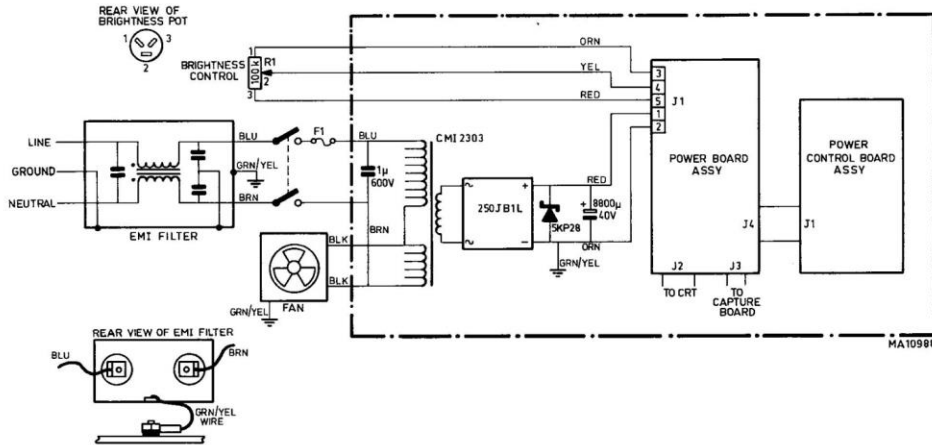 REAR VIEW OF
BRIGHTNESS POT
1
3
2
BRIGHTNESS
CONTROL
1
100k
R1
2
3
ORN
YEL
RED
3
4
5
1
2
J1
POWER BOARD
ASSY
J4
J2
J3
TO CRT
TO
CAPTURE
BOARD
POWER
CONTROL BOARD
ASSY
J1
LINE
GROUND
NEUTRAL
EMI FILTER
BLU
GRN/YEL
BRN
F1
BLU
1µ
600V
BRN
CMI2303
250JB1L
RED
5KP28
+
8800µ
40V
ORN
GRN/YEL
BLK
BLK
GRN/YEL
FAN
MA1098
REAR VIEW OF EMI FILTER
BLU
BRN
GRN/YEL
WIRE